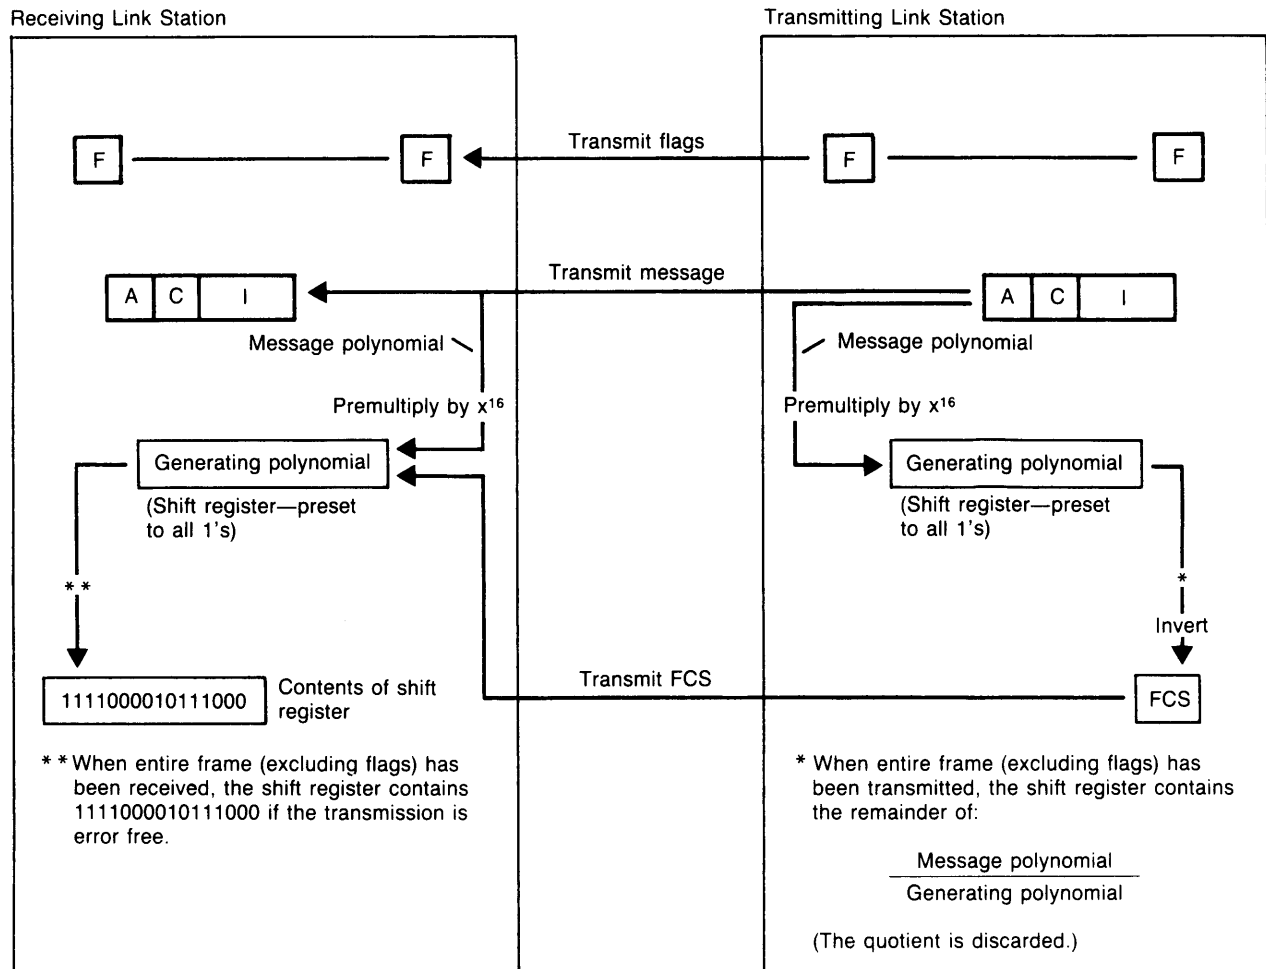 Receiving Link Station
Transmitting Link Station
F F Transmit flags F F
A C I Transmit message A C I
Message polynomial
Message polynomial
Premultiply by x¹⁶
Premultiply by x¹⁶
Generating polynomial
Generating polynomial
(Shift register—preset
to all 1's)
(Shift register—preset
to all 1's)
* *
*
Invert
1111000010111000
Contents of shift
register
Transmit FCS
FCS
* * When entire frame (excluding flags) has
been received, the shift register contains
1111000010111000 if the transmission is
error free.
* When entire frame (excluding flags) has
been transmitted, the shift register contains
the remainder of:
Message polynomial
Generating polynomial
(The quotient is discarded.)